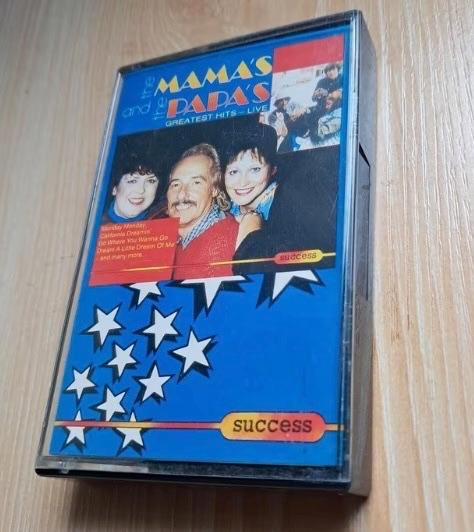 the MAMA'S
and the PAPA'S
GREATEST HITS - LIVE
Monday Monday,
California Dreamin'
Go Where You Wanna Go
Dream A Little Dream Of Me
and many more.
success
success